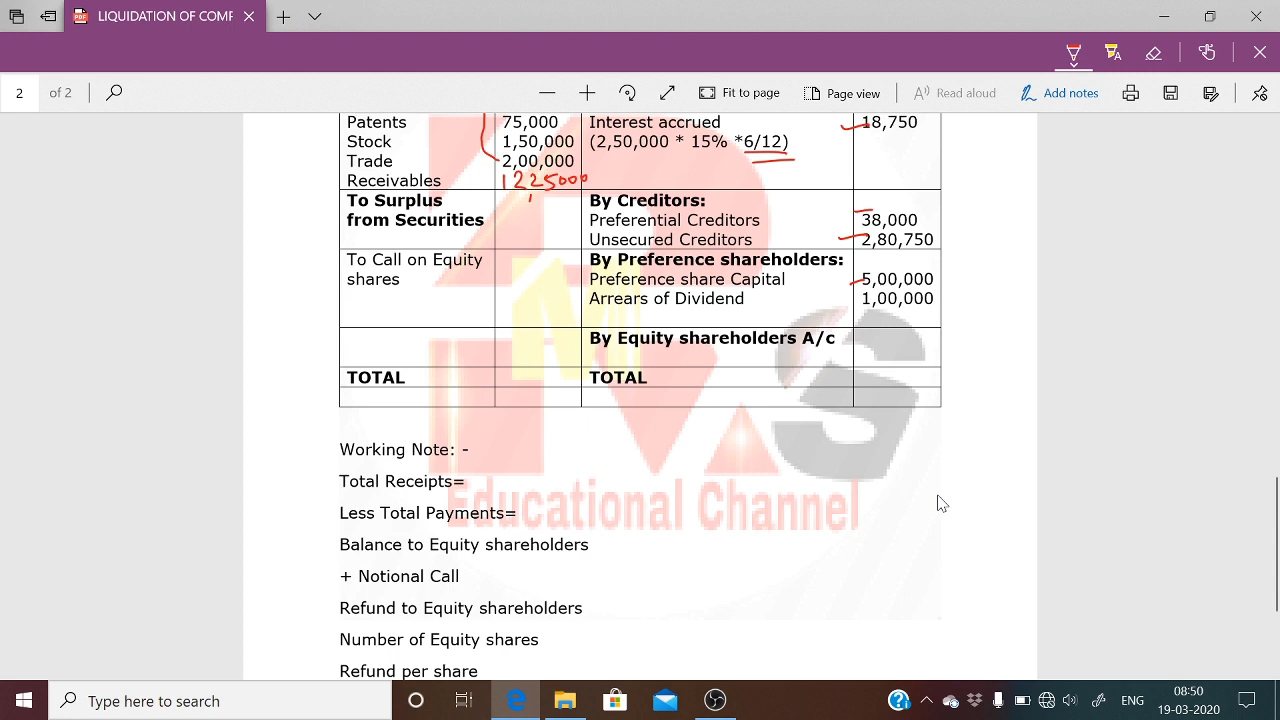 LIQUIDATION OF COMF
2 of 2
Fit to page
Page view
Read aloud
Add notes
Patents 75,000 Interest accrued 18,750
Stock 1,50,000 (2,50,000 * 15% *6/12)
Trade 2,00,000
Receivables 1225000
To Surplus By Creditors:
from Securities Preferential Creditors 38,000
Unsecured Creditors 2,80,750
To Call on Equity By Preference shareholders:
shares Preference share Capital 5,00,000
Arrears of Dividend 1,00,000
By Equity shareholders A/c
TOTAL TOTAL
PMS
Educational Channel
Working Note: -
Total Receipts=
Less Total Payments=
Balance to Equity shareholders
+ Notional Call
Refund to Equity shareholders
Number of Equity shares
Refund per share
Type here to search
ENG
08:50
19-03-2020